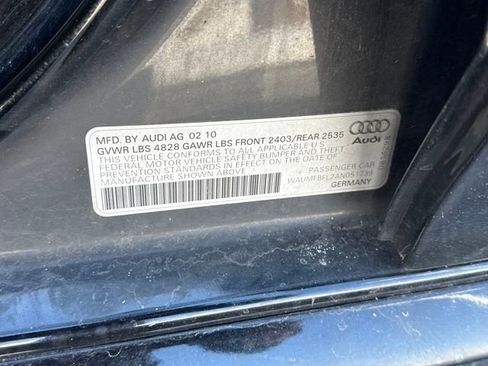 MFD. BY AUDI AG 02 10
GVWR LBS 4828 GAWR LBS FRONT 2403/REAR 2535
THIS VEHICLE CONFORMS TO ALL APPLICABLE U.S.
FEDERAL MOTOR VEHICLE SAFETY BUMPER AND THEFT
PREVENTION STANDARDS IN EFFECT ON THE DATE OF
MANUFACTURE SHOWN ABOVE
Audi
PASSENGER CAR
GERMANY